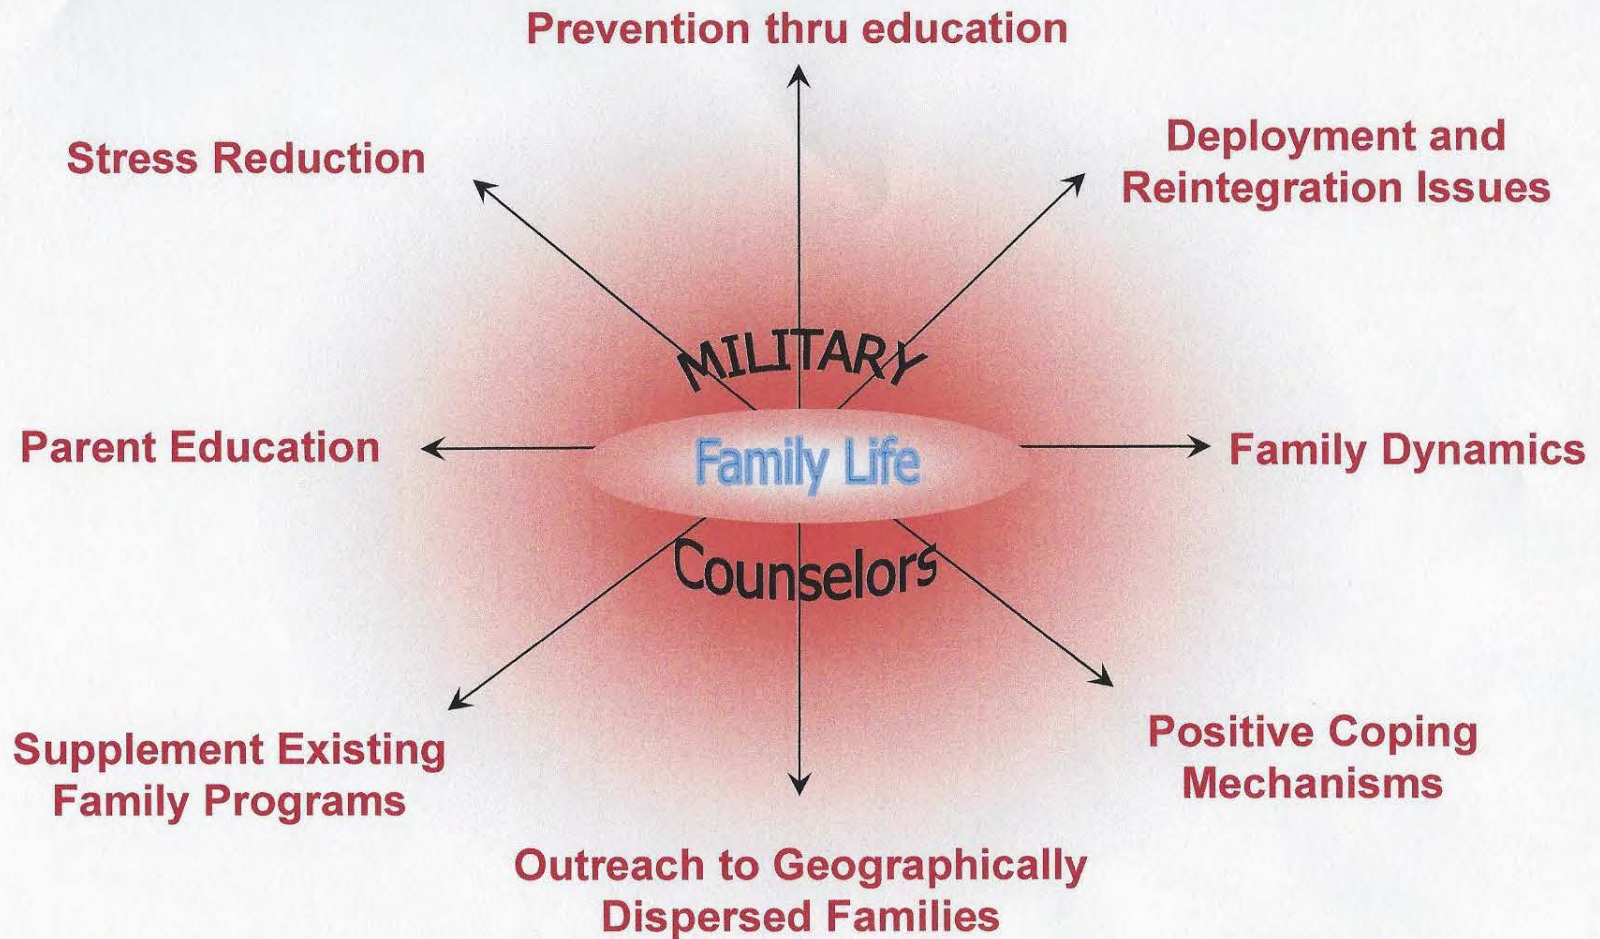 Prevention thru education
Stress Reduction
Deployment and
Reintegration Issues
MILITARY
Family Life
Counselors
Parent Education
Family Dynamics
Supplement Existing
Family Programs
Positive Coping
Mechanisms
Outreach to Geographically
Dispersed Families